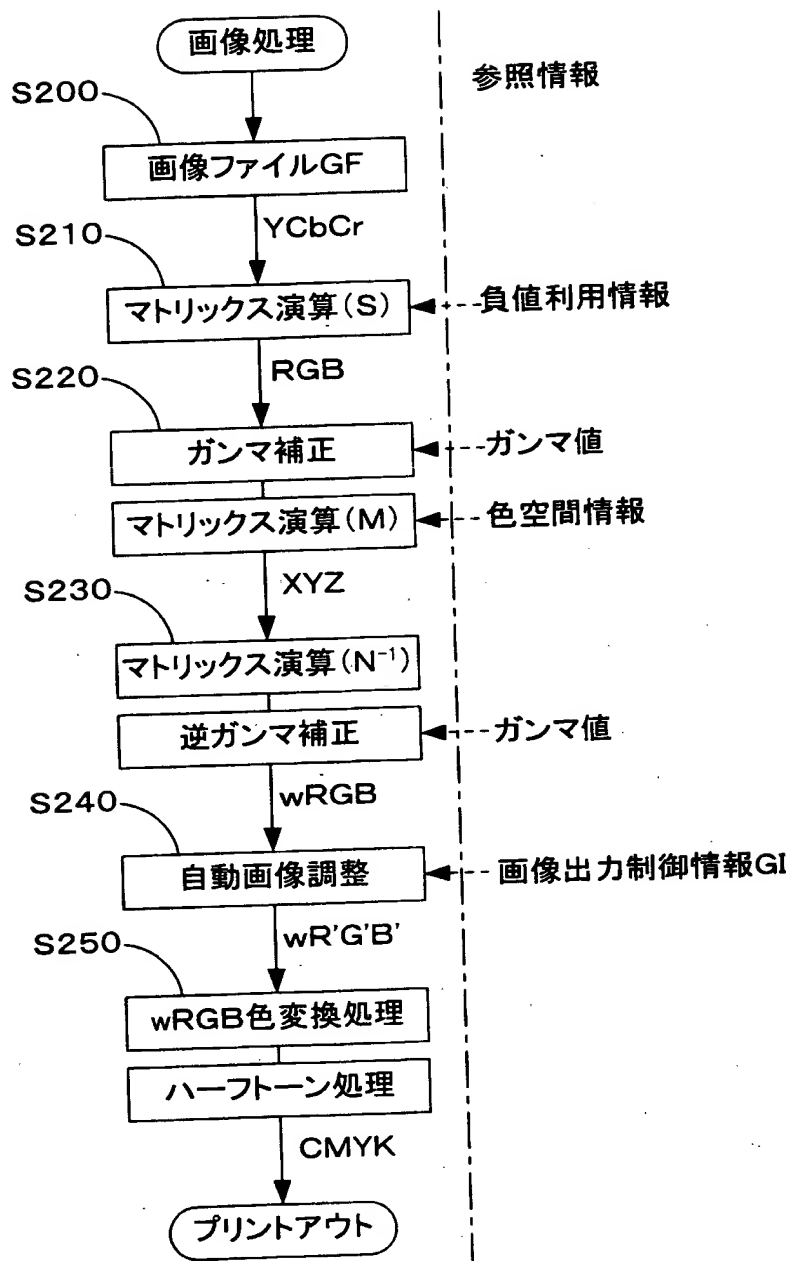 画像処理
参照情報
S200
画像ファイルGF
YCbCr
S210
マトリックス演算(S)
負値利用情報
RGB
S220
ガンマ補正
ガンマ値
マトリックス演算(M)
色空間情報
XYZ
S230
マトリックス演算(N⁻¹)
逆ガンマ補正
ガンマ値
wRGB
S240
自動画像調整
画像出力制御情報GI
wR'G'B'
S250
wRGB色変換処理
ハーフトーン処理
CMYK
プリントアウト